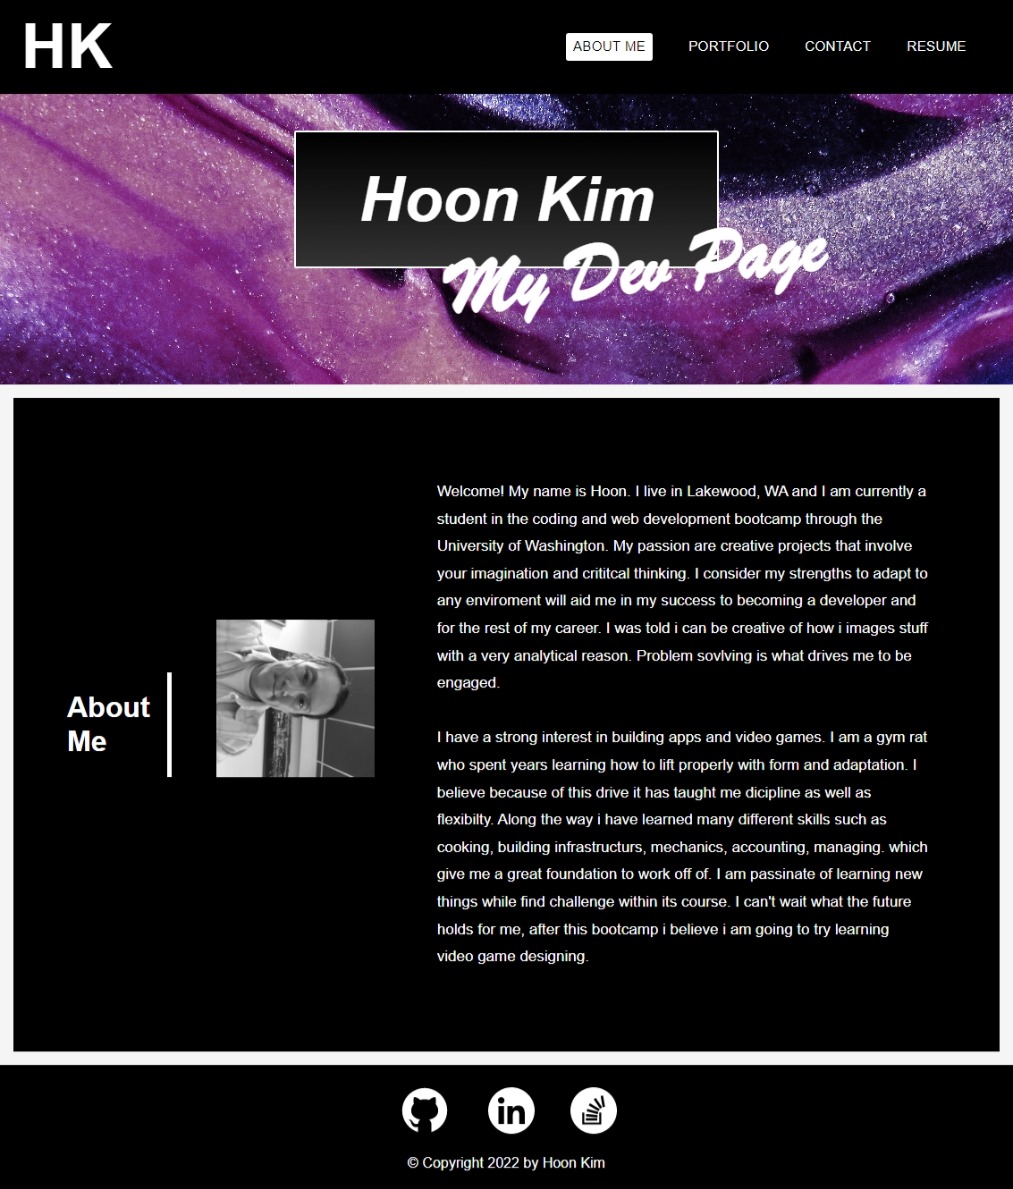 HK
ABOUT ME
PORTFOLIO
CONTACT
RESUME
Hoon Kim
My Dev Page
About
Me
Welcome! My name is Hoon. I live in Lakewood, WA and I am currently a
student in the coding and web development bootcamp through the
University of Washington. My passion are creative projects that involve
your imagination and crititcal thinking. I consider my strengths to adapt to
any enviroment will aid me in my success to becoming a developer and
for the rest of my career. I was told i can be creative of how i images stuff
with a very analytical reason. Problem sovlving is what drives me to be
engaged.
I have a strong interest in building apps and video games. I am a gym rat
who spent years learning how to lift properly with form and adaptation. I
believe because of this drive it has taught me dicipline as well as
flexibilty. Along the way i have learned many different skills such as
cooking, building infrastructurs, mechanics, accounting, managing. which
give me a great foundation to work off of. I am passinate of learning new
things while find challenge within its course. I can't wait what the future
holds for me, after this bootcamp i believe i am going to try learning
video game designing.
in
© Copyright 2022 by Hoon Kim